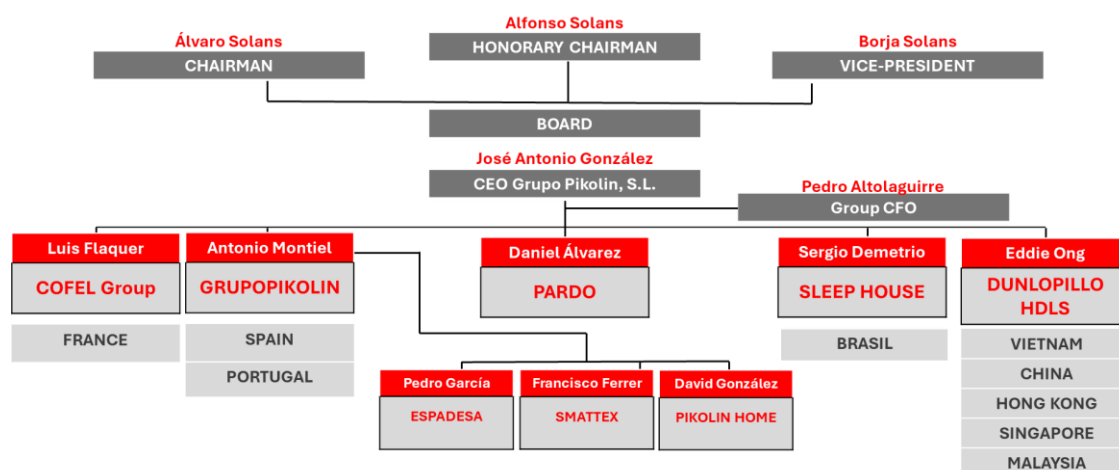 Alfonso Solans
HONORARY CHAIRMAN
Álvaro Solans
CHAIRMAN
Borja Solans
VICE-PRESIDENT
BOARD
José Antonio González
CEO Grupo Pikolin, S.L.
Pedro Altolaguirre
Group CFO
Luis Flaquer
COFEL Group
FRANCE
Antonio Montiel
GRUPOPIKOLIN
SPAIN
PORTUGAL
Daniel Álvarez
PARDO
Sergio Demetrio
SLEEP HOUSE
BRASIL
Eddie Ong
DUNLOPILLO
HDLS
VIETNAM
CHINA
HONG KONG
SINGAPORE
MALAYSIA
Pedro García
ESPADESA
Francisco Ferrer
SMATTEX
David González
PIKOLIN HOME